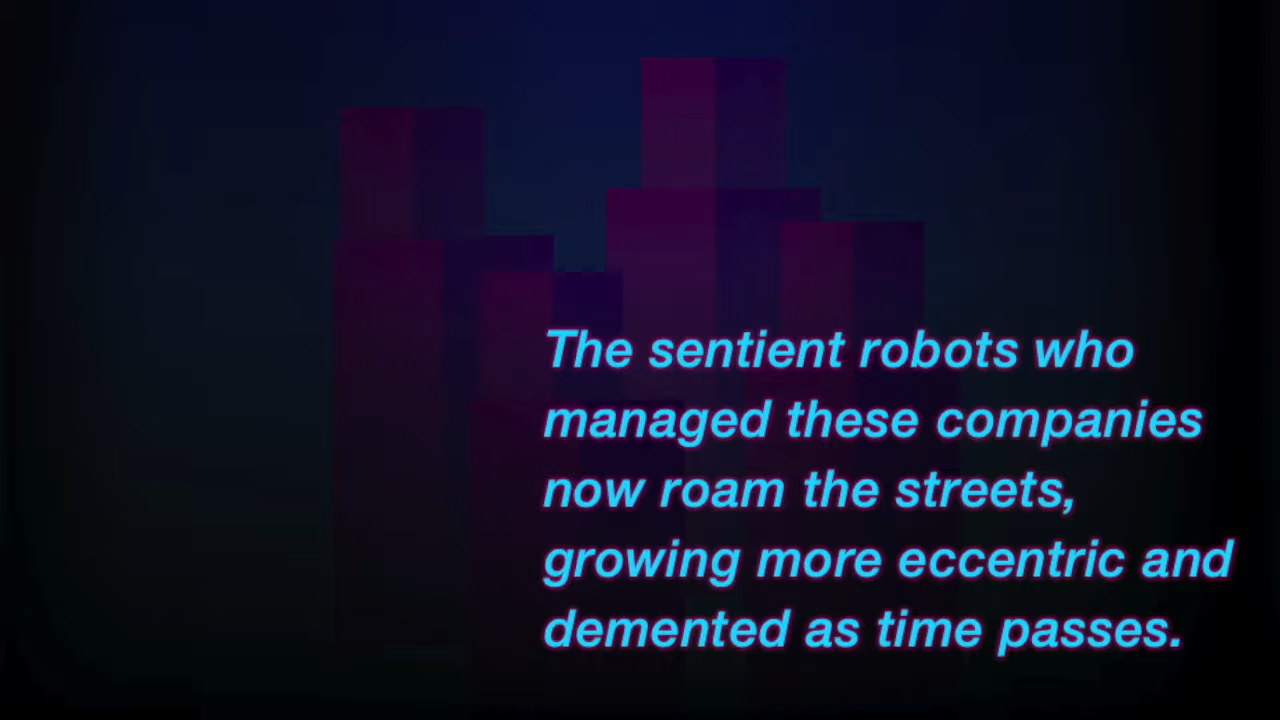 The sentient robots who
managed these companies
now roam the streets,
growing more eccentric and
demented as time passes.